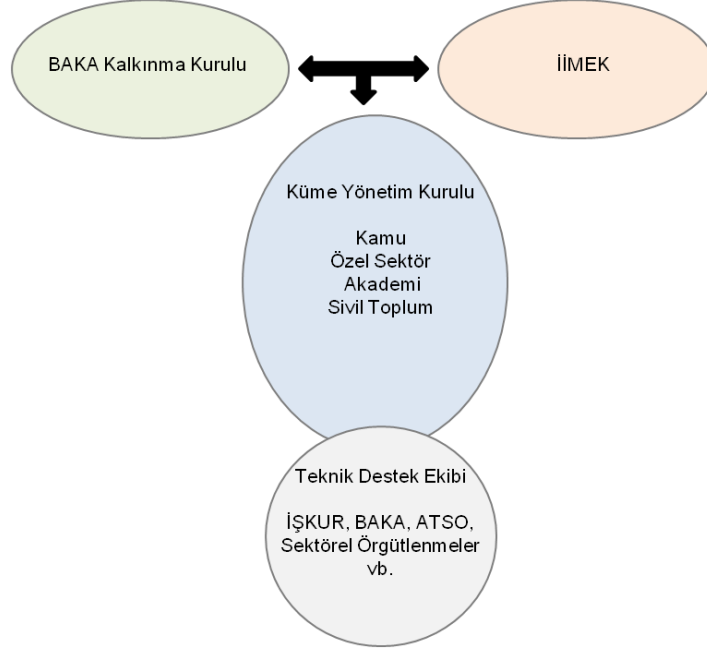 BAKA Kalkınma Kurulu
İİMEK
Küme Yönetim Kurulu
Kamu
Özel Sektör
Akademi
Sivil Toplum
Teknik Destek Ekibi
İŞKUR, BAKA, ATSO,
Sektörel Örgütlenmeler
vb.